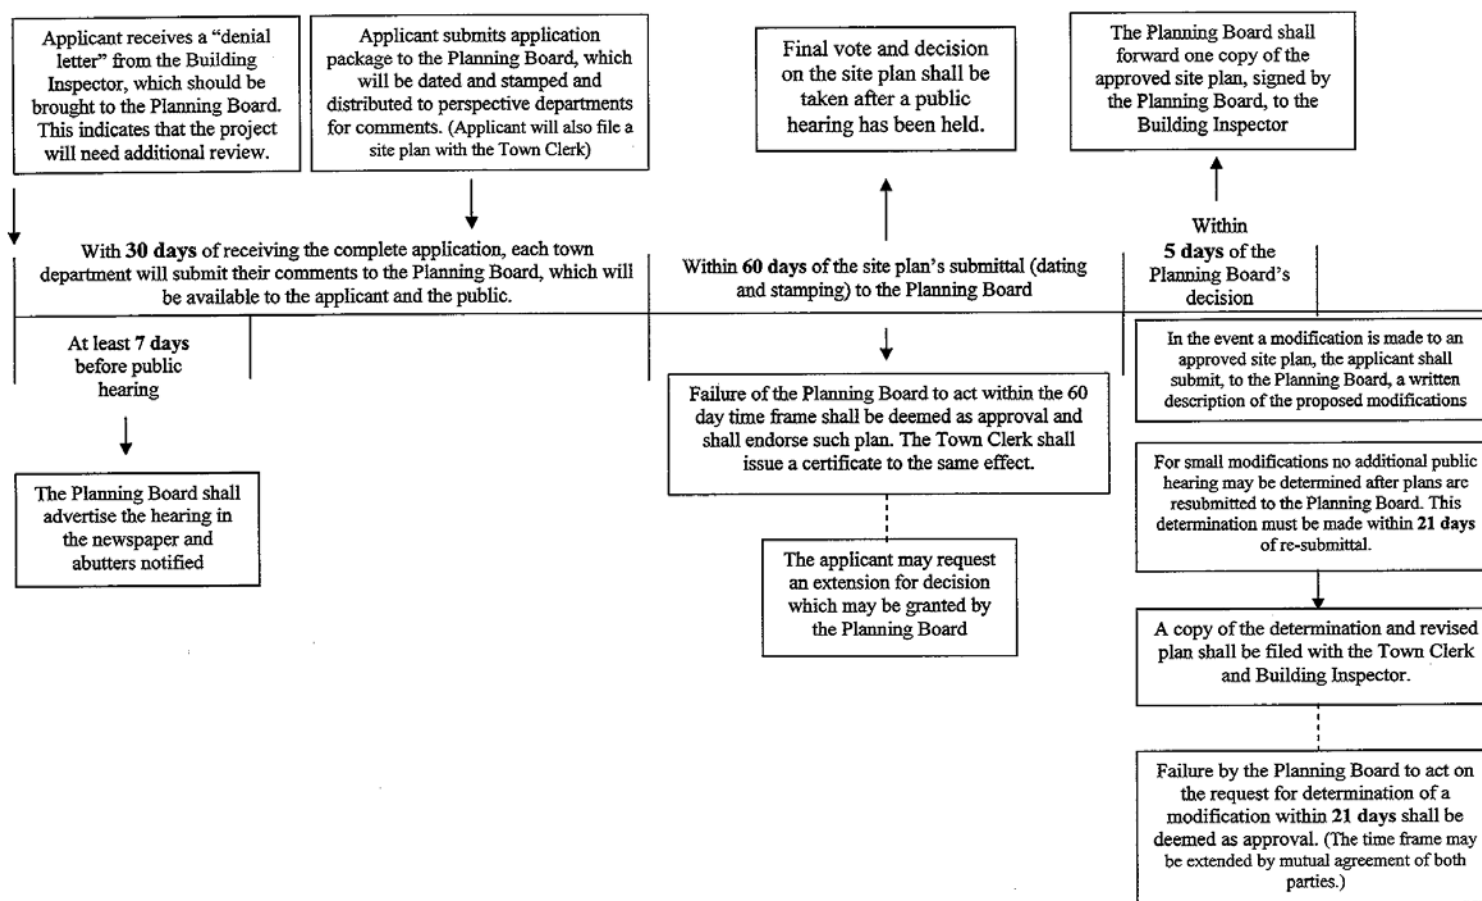 Applicant receives a “denial
letter” from the Building
Inspector, which should be
brought to the Planning Board.
This indicates that the project
will need additional review.
Applicant submits application
package to the Planning Board, which
will be dated and stamped and
distributed to perspective departments
for comments. (Applicant will also file a
site plan with the Town Clerk)
Final vote and decision
on the site plan shall be
taken after a public
hearing has been held.
The Planning Board shall
forward one copy of the
approved site plan, signed by
the Planning Board, to the
Building Inspector
With 30 days of receiving the complete application, each town
department will submit their comments to the Planning Board, which will
be available to the applicant and the public.
Within 60 days of the site plan’s submittal (dating
and stamping) to the Planning Board
Within
5 days of the
Planning Board’s
decision
At least 7 days
before public
hearing
The Planning Board shall
advertise the hearing in
the newspaper and
abutters notified
Failure of the Planning Board to act within the 60
day time frame shall be deemed as approval and
shall endorse such plan. The Town Clerk shall
issue a certificate to the same effect.
The applicant may request
an extension for decision
which may be granted by
the Planning Board
In the event a modification is made to an
approved site plan, the applicant shall
submit, to the Planning Board, a written
description of the proposed modifications
For small modifications no additional public
hearing may be determined after plans are
resubmitted to the Planning Board. This
determination must be made within 21 days
of re-submittal.
A copy of the determination and revised
plan shall be filed with the Town Clerk
and Building Inspector.
Failure by the Planning Board to act on
the request for determination of a
modification within 21 days shall be
deemed as approval. (The time frame may
be extended by mutual agreement of both
parties.)